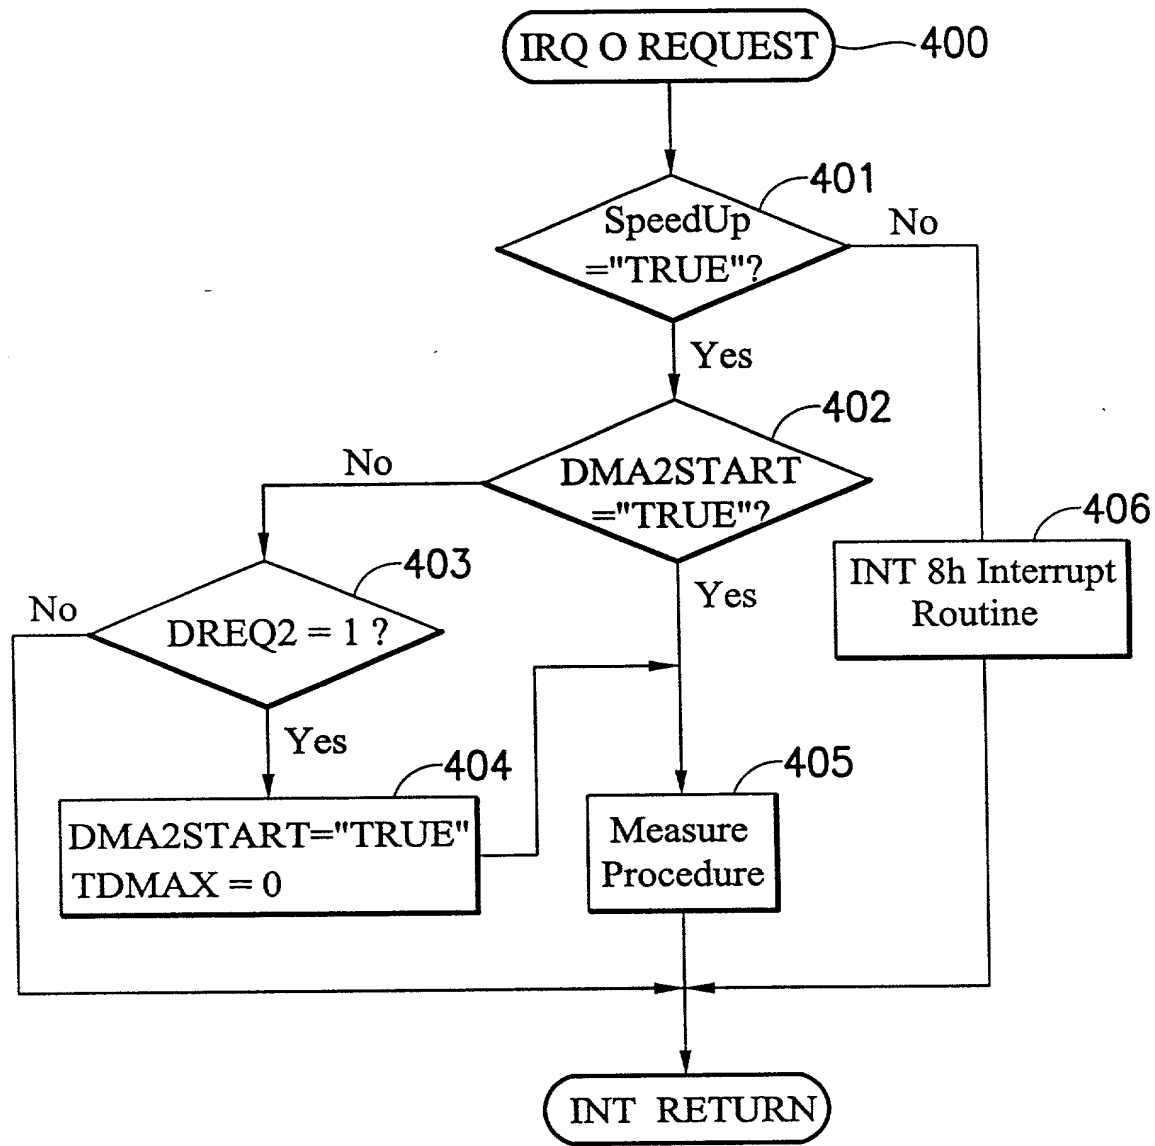 IRQ O REQUEST
400
401
SpeedUp
="TRUE"?
No
Yes
402
No
DMA2START
="TRUE"?
406
403
INT 8h Interrupt
Routine
No
Yes
DREQ2 = 1 ?
Yes
404
405
DMA2START="TRUE"
TDMAX = 0
Measure
Procedure
INT RETURN